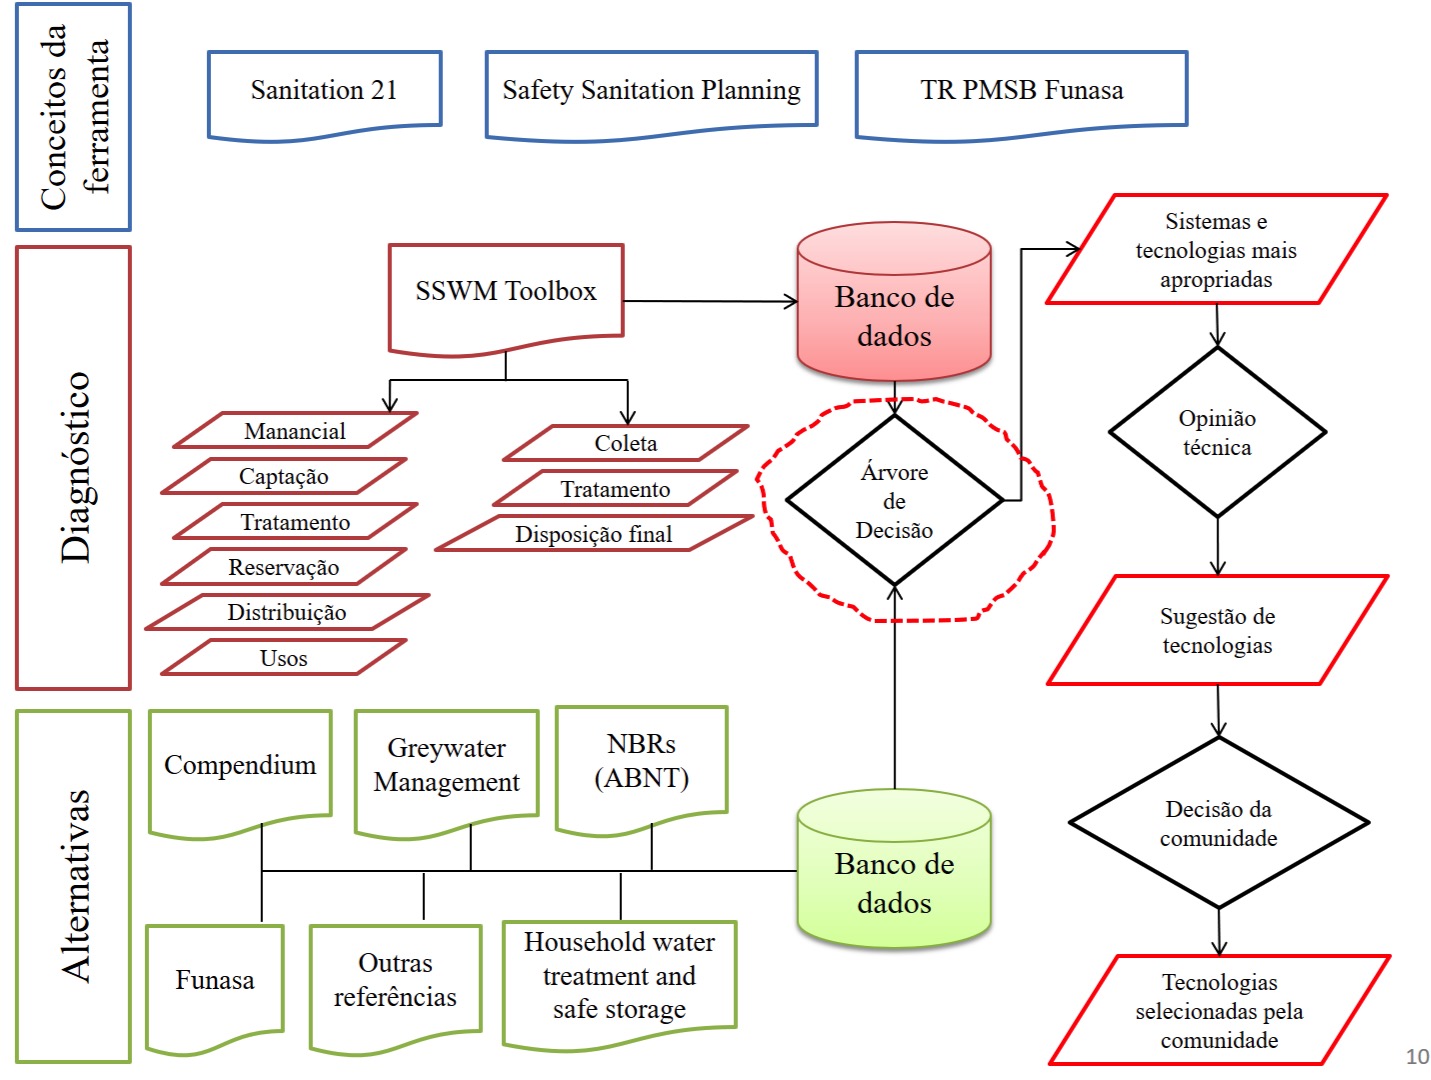 Conceitos da
ferramenta
Sanitation 21
Safety Sanitation Planning
TR PMSB Funasa
Diagnóstico
SSWM Toolbox
Manancial
Captação
Tratamento
Reservação
Distribuição
Usos
Coleta
Tratamento
Disposição final
Banco de
dados
Árvore
de
Decisão
Sistemas e
tecnologias mais
apropriadas
Opinião
técnica
Sugestão de
tecnologias
Decisão da
comunidade
Tecnologias
selecionadas pela
comunidade
Alternativas
Compendium
Greywater
Management
NBRs
(ABNT)
Funasa
Outras
referências
Household water
treatment and
safe storage
Banco de
dados
10